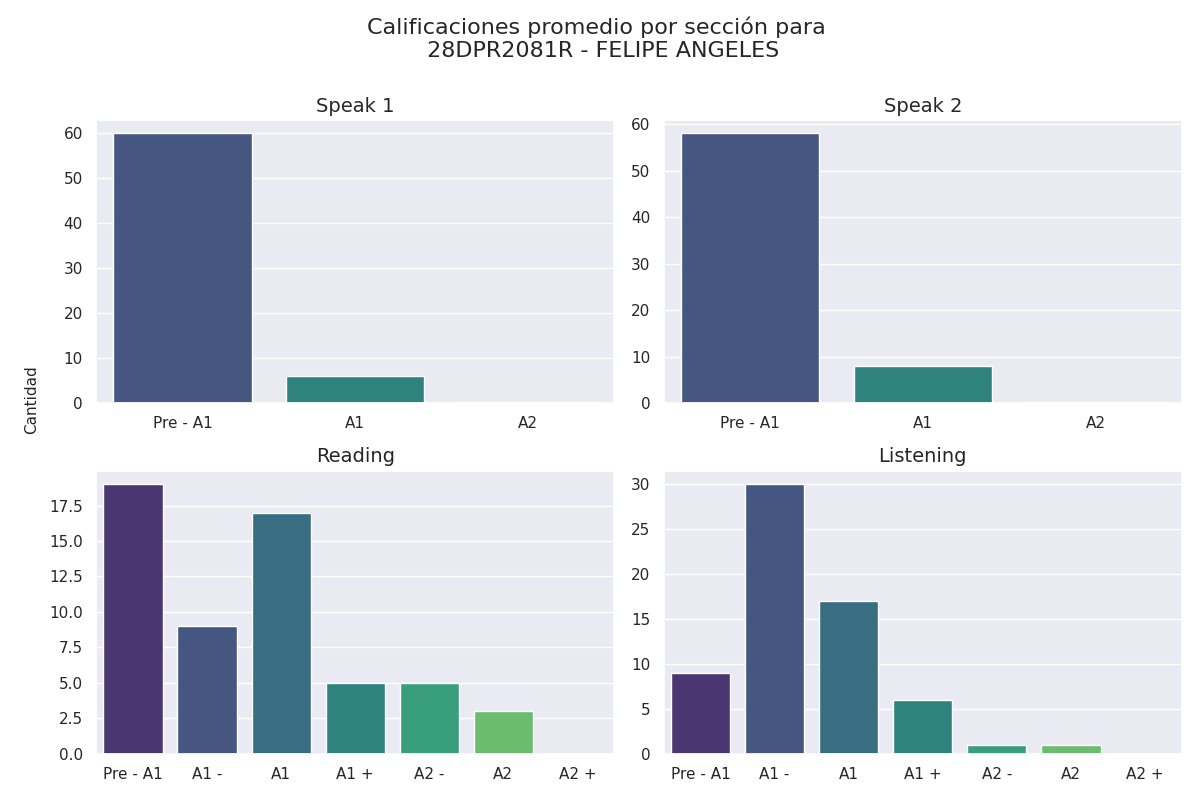 Calificaciones promedio por sección para
28DPR2081R - FELIPE ANGELES
Speak 1
60
50
40
30
20
10
0
Pre - A1 A1 A2
Speak 2
60
50
40
30
20
10
0
Pre - A1 A1 A2
Cantidad
Reading
17.5
15.0
12.5
10.0
7.5
5.0
2.5
0.0
Pre - A1 A1 - A1 A1 + A2 - A2 A2 +
Listening
30
25
20
15
10
5
0
Pre - A1 A1 - A1 A1 + A2 - A2 A2 +